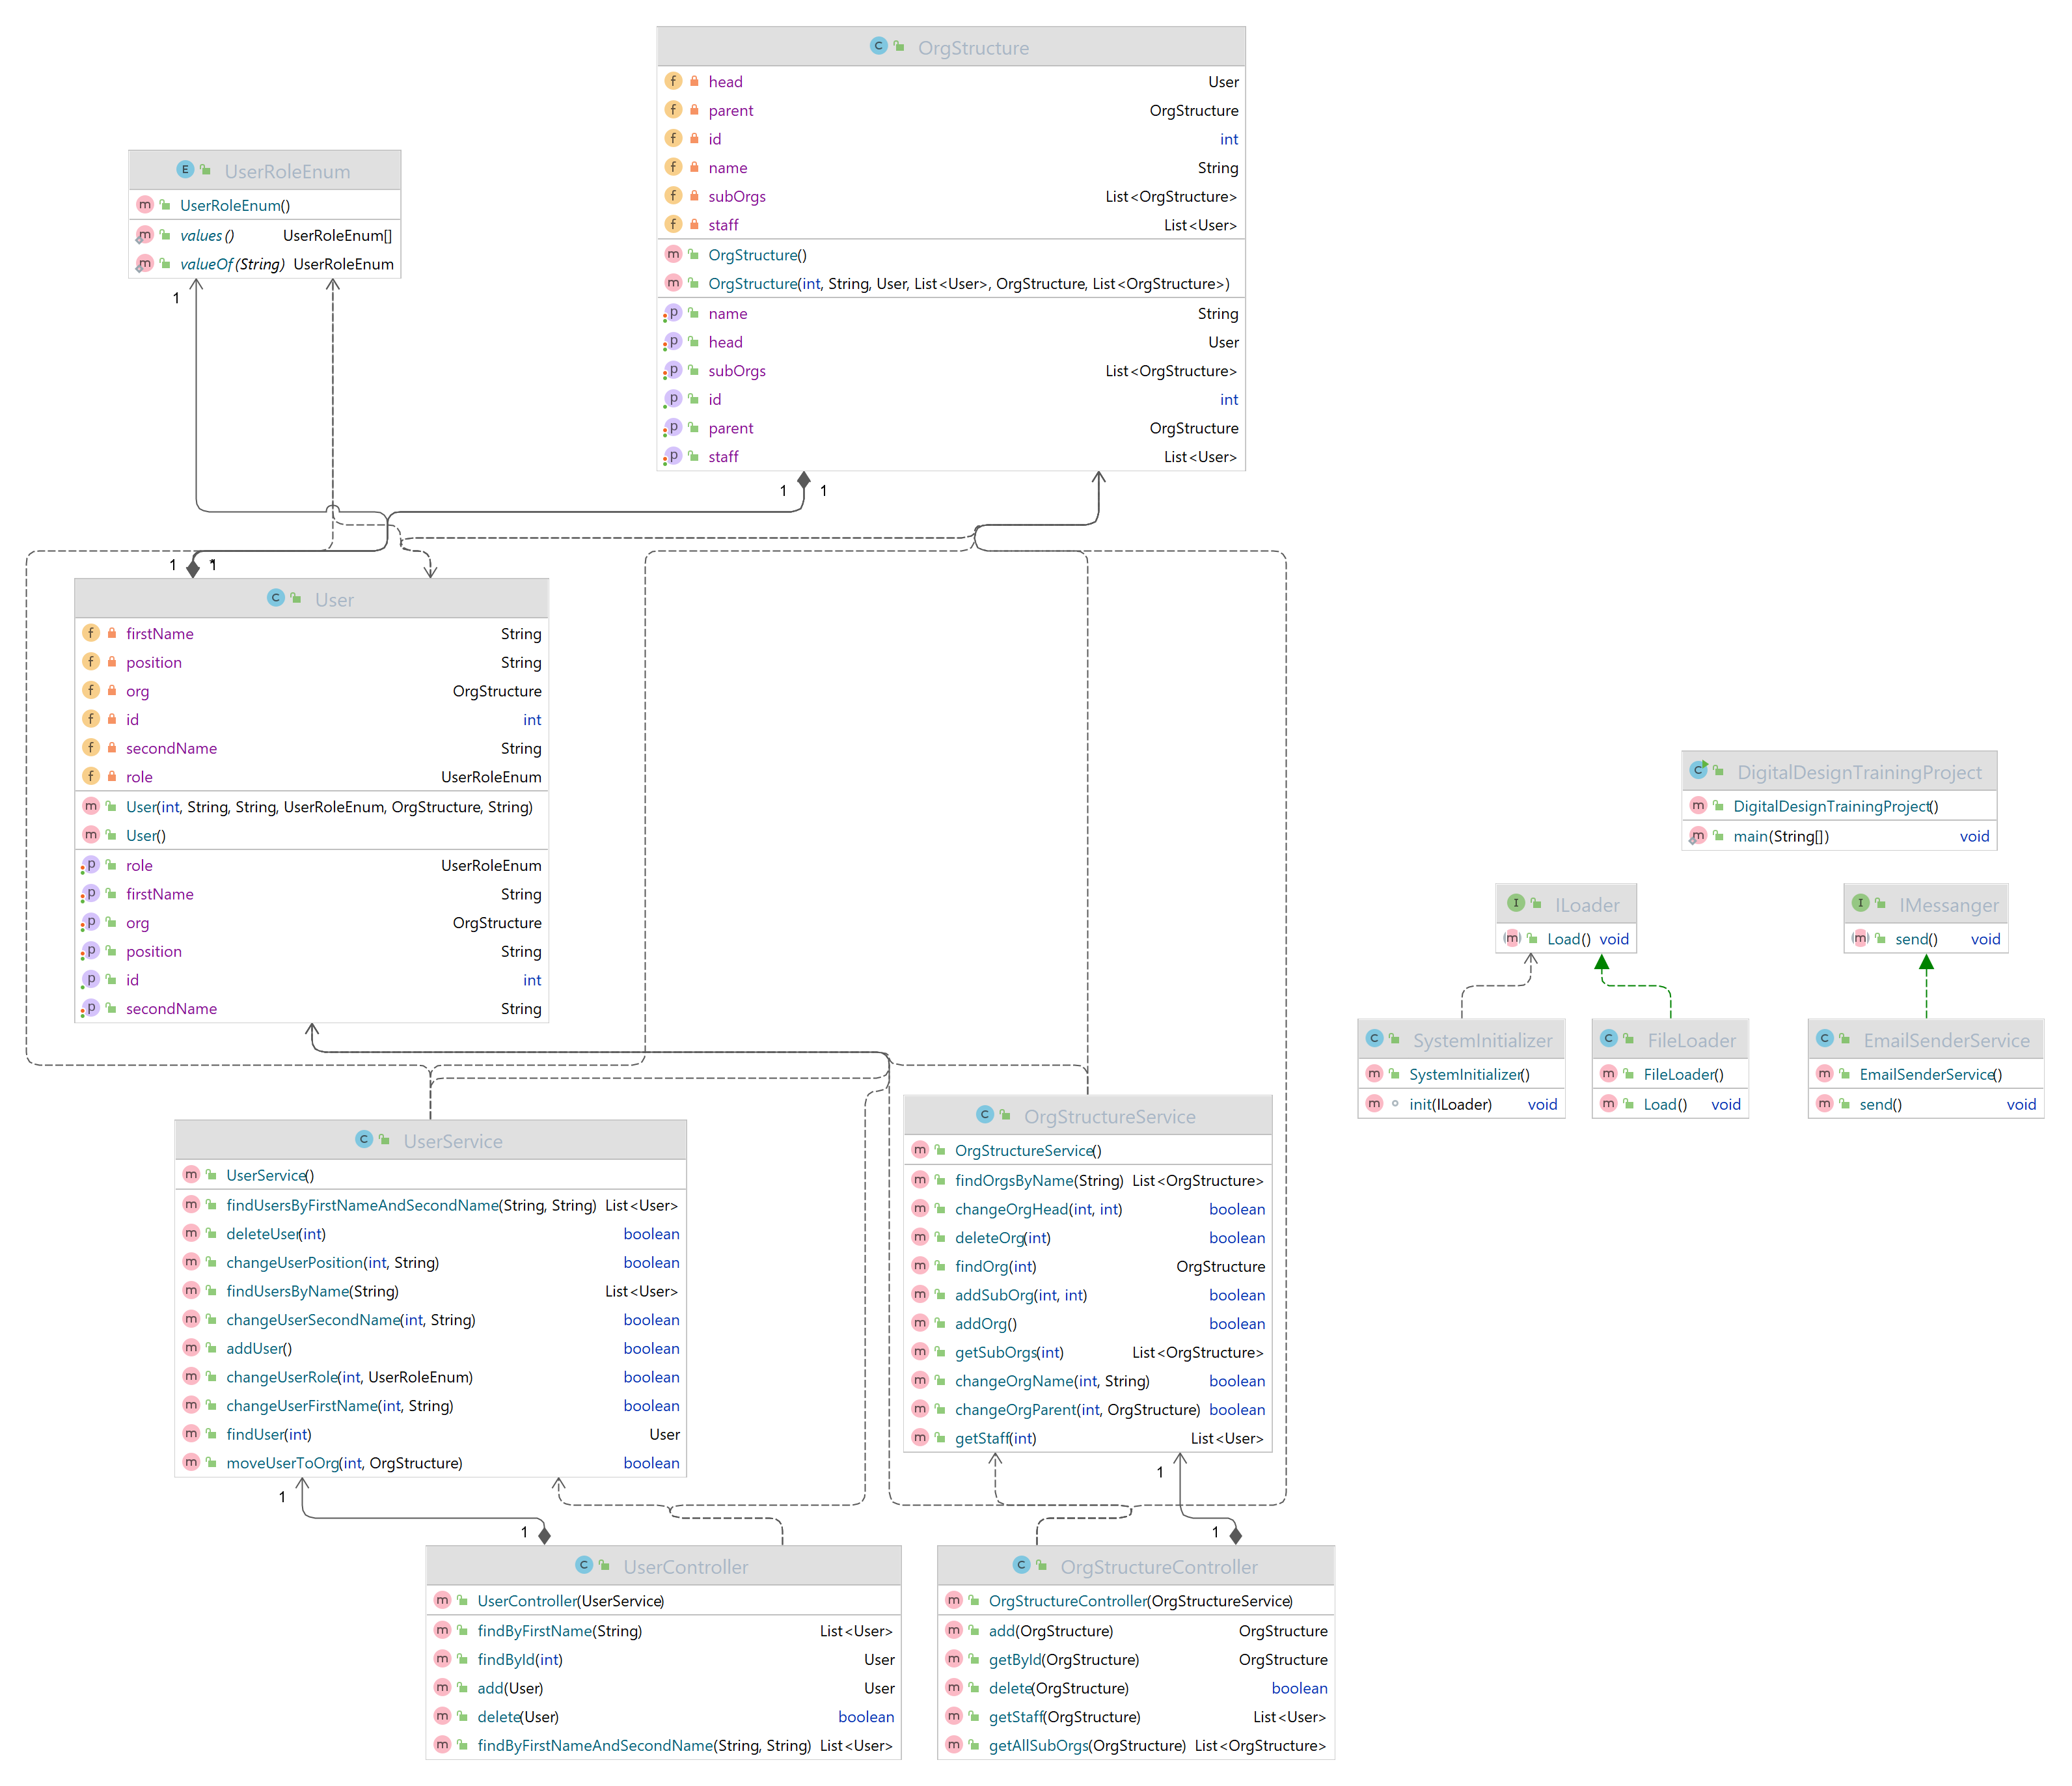 OrgStructure
head User
parent OrgStructure
id int
name String
subOrgs List<OrgStructure>
staff List<User>
OrgStructure()
OrgStructure(int, String, User, List<User>, OrgStructure, List<OrgStructure>)
name String
head User
subOrgs List<OrgStructure>
id int
parent OrgStructure
staff List<User>
1 1
UserRoleEnum
UserRoleEnum()
values() UserRoleEnum[]
valueOf(String) UserRoleEnum
1
1 1
User
firstName String
position String
org OrgStructure
id int
secondName String
role UserRoleEnum
User(int, String, String, UserRoleEnum, OrgStructure, String)
User()
role UserRoleEnum
firstName String
org OrgStructure
position String
id int
secondName String
DigitalDesignTrainingProject
DigitalDesignTrainingProject()
main(String[]) void
ILoader
Load() void
IMessanger
send() void
SystemInitializer
SystemInitializer()
init(ILoader) void
FileLoader
FileLoader()
Load() void
EmailSenderService
EmailSenderService()
send() void
UserService
UserService()
findUsersByFirstNameAndSecondName(String, String) List<User>
deleteUser(int) boolean
changeUserPosition(int, String) boolean
findUsersByName(String) List<User>
changeUserSecondName(int, String) boolean
addUser() boolean
changeUserRole(int, UserRoleEnum) boolean
changeUserFirstName(int, String) boolean
findUser(int) User
moveUserToOrg(int, OrgStructure) boolean
1
1
OrgStructureService
OrgStructureService()
findOrgsByName(String) List<OrgStructure>
changeOrgHead(int, int) boolean
deleteOrg(int) boolean
findOrg(int) OrgStructure
addSubOrg(int, int) boolean
addOrg() boolean
getSubOrgs(int) List<OrgStructure>
changeOrgName(int, String) boolean
changeOrgParent(int, OrgStructure) boolean
getStaff(int) List<User>
1
1
UserController
UserController(UserService)
findByFirstName(String) List<User>
findById(int) User
add(User) User
delete(User) boolean
findByFirstNameAndSecondName(String, String) List<User>
OrgStructureController
OrgStructureController(OrgStructureService)
add(OrgStructure) OrgStructure
getById(OrgStructure) OrgStructure
delete(OrgStructure) boolean
getStaff(OrgStructure) List<User>
getAllSubOrgs(OrgStructure) List<OrgStructure>